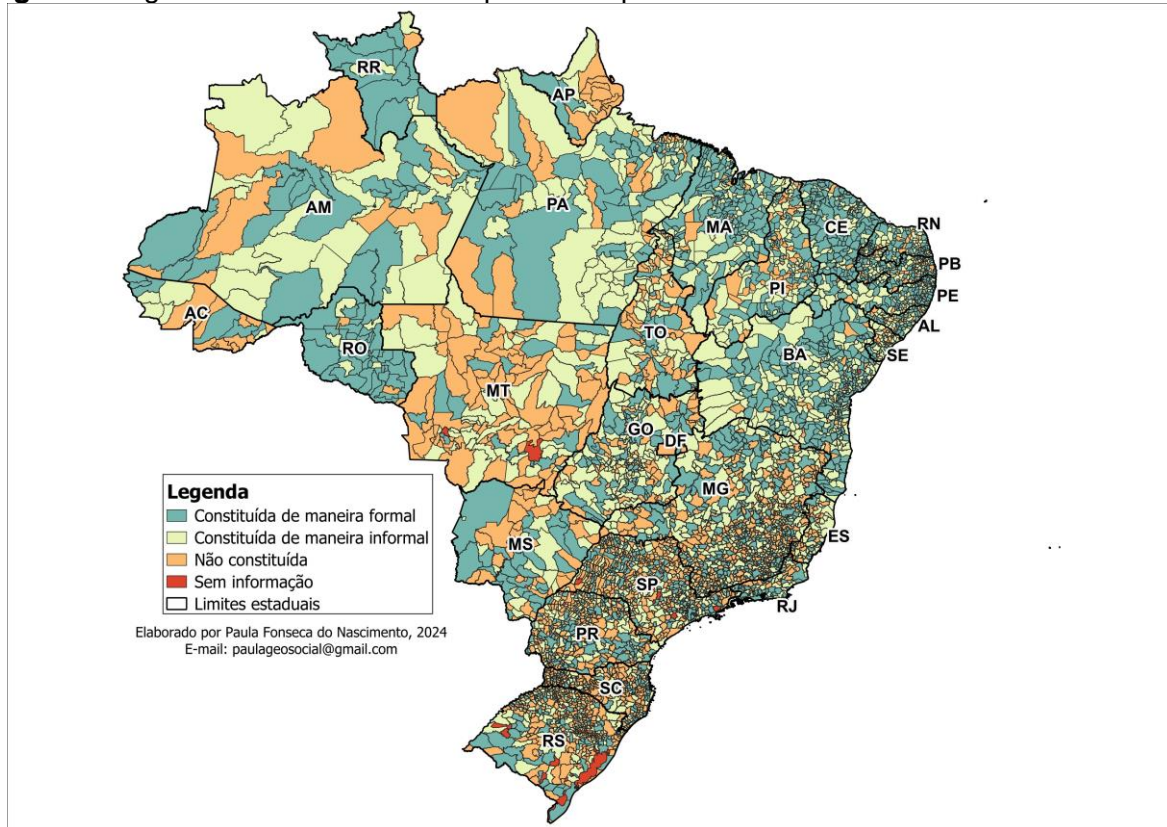 RR
AP
AM
PA
MA
CE
RN
PB
PE
AL
SE
PI
AC
RO
TO
BA
MT
GO
DF
MG
ES
MS
SP
RJ
PR
SC
RS
Legenda
Constituída de maneira formal
Constituída de maneira informal
Não constituída
Sem informação
Limites estaduais
Elaborado por Paula Fonseca do Nascimento, 2024
E-mail: paulageosocial@gmail.com